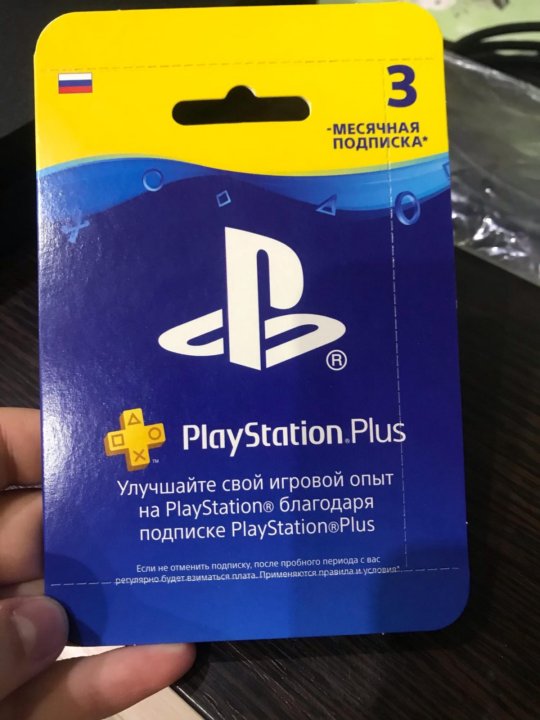 3
-МЕСЯЧНАЯ
ПОДПИСКА*
®
PlayStation®Plus
™
Улучшайте свой игровой опыт
на PlayStation® благодаря
подписке PlayStation®Plus
Если не отменить подписку, после пробного периода с вас
регулярно будет взиматься плата. Применяются правила и условия*